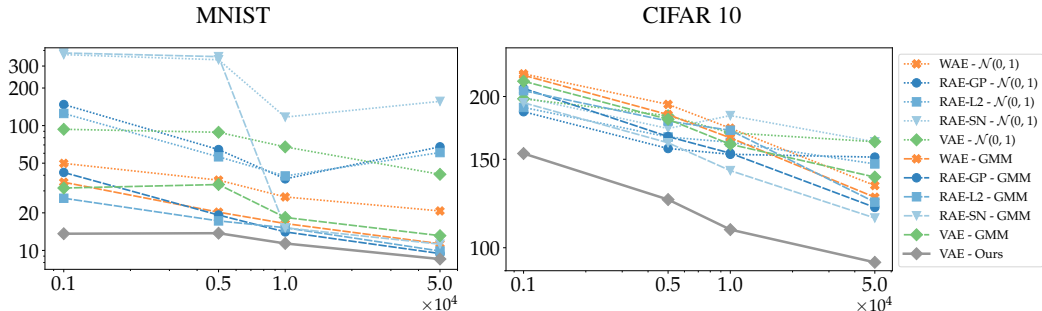 MNIST
300
200
100
50
20
10
0.1
0.5
1.0
5.0
×10⁴
CIFAR 10
200
150
100
0.1
0.5
1.0
5.0
×10⁴
WAE - 𝒩(0, 1)
RAE-GP - 𝒩(0, 1)
RAE-L2 - 𝒩(0, 1)
RAE-SN - 𝒩(0, 1)
VAE - 𝒩(0, 1)
WAE - GMM
RAE-GP - GMM
RAE-L2 - GMM
RAE-SN - GMM
VAE - GMM
VAE - Ours